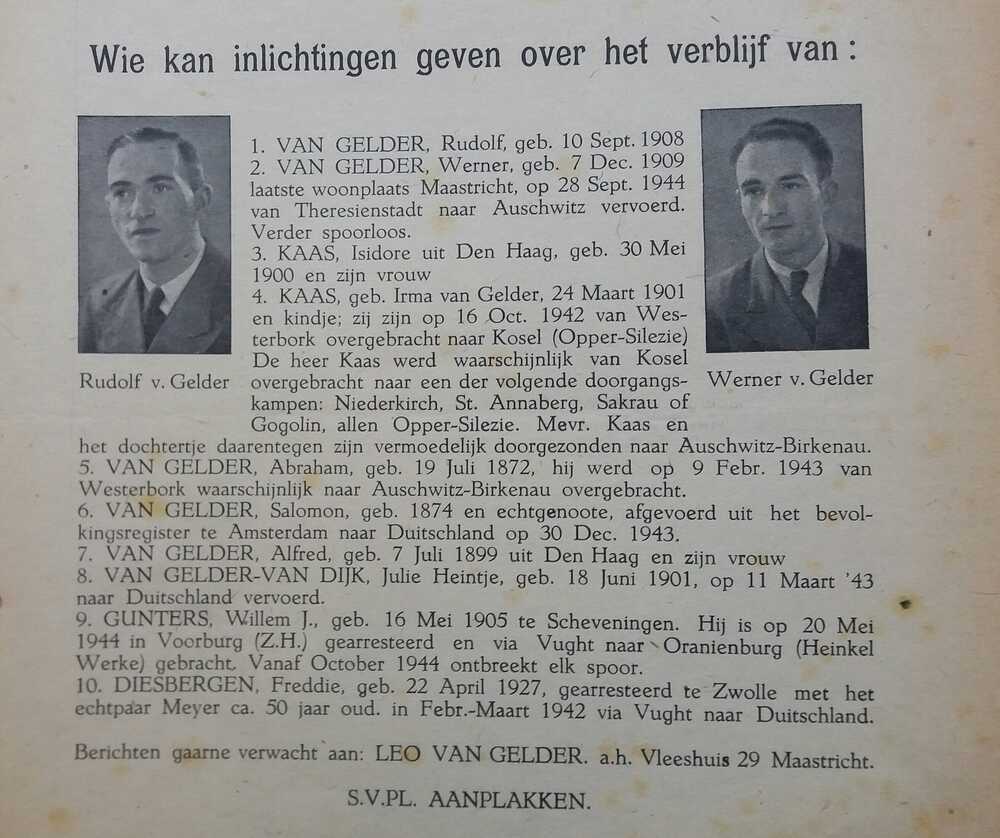 Wie kan inlichtingen geven over het verblijf van :
1. VAN GELDER, Rudolf, geb. 10 Sept. 1908
2. VAN GELDER, Werner, geb. 7 Dec. 1909
laatste woonplaats Maastricht, op 28 Sept. 1944
van Theresienstadt naar Auschwitz vervoerd.
Verder spoorloos.
3. KAAS, Isidore uit Den Haag, geb. 30 Mei
1900 en zijn vrouw
4. KAAS, geb. Irma van Gelder, 24 Maart 1901
en kindje; zij zijn op 16 Oct. 1942 van Wes-
terbork overgebracht naar Kosel (Opper-Silezie)
De heer Kaas werd waarschijnlijk van Kosel
overgebracht naar een der volgende doorgangs-
kampen: Niederkirch, St. Annaberg, Sakrau of
Gogolin, allen Opper-Silezie. Mevr. Kaas en
het dochtertje daarentegen zijn vermoedelijk doorgezonden naar Auschwitz-Birkenau.
5. VAN GELDER, Abraham, geb. 19 Juli 1872, hij werd op 9 Febr. 1943 van
Westerbork waarschijnlijk naar Auschwitz-Birkenau overgebracht.
6. VAN GELDER, Salomon, geb. 1874 en echtgenoote, afgevoerd uit het bevol-
kingsregister te Amsterdam naar Duitschland op 30 Dec. 1943.
7. VAN GELDER, Alfred, geb. 7 Juli 1899 uit Den Haag en zijn vrouw
8. VAN GELDER-VAN DIJK, Julie Heintje, geb. 18 Juni 1901, op 11 Maart '43
naar Duitschland vervoerd.
9. GUNTERS, Willem J., geb. 16 Mei 1905 te Scheveningen. Hij is op 20 Mei
1944 in Voorburg (Z.H.) gearresteerd en via Vught naar Oranienburg (Heinkel
Werke) gebracht. Vanaf October 1944 ontbreekt elk spoor.
10. DIESBERGEN, Freddie, geb. 22 April 1927, gearresteerd te Zwolle met het
echtpaar Meyer ca. 50 jaar oud. in Febr.-Maart 1942 via Vught naar Duitschland.
Rudolf v. Gelder
Werner v. Gelder
Berichten gaarne verwacht aan: LEO VAN GELDER. a.h. Vleeshuis 29 Maastricht.
S.V.PL. AANPLAKKEN.